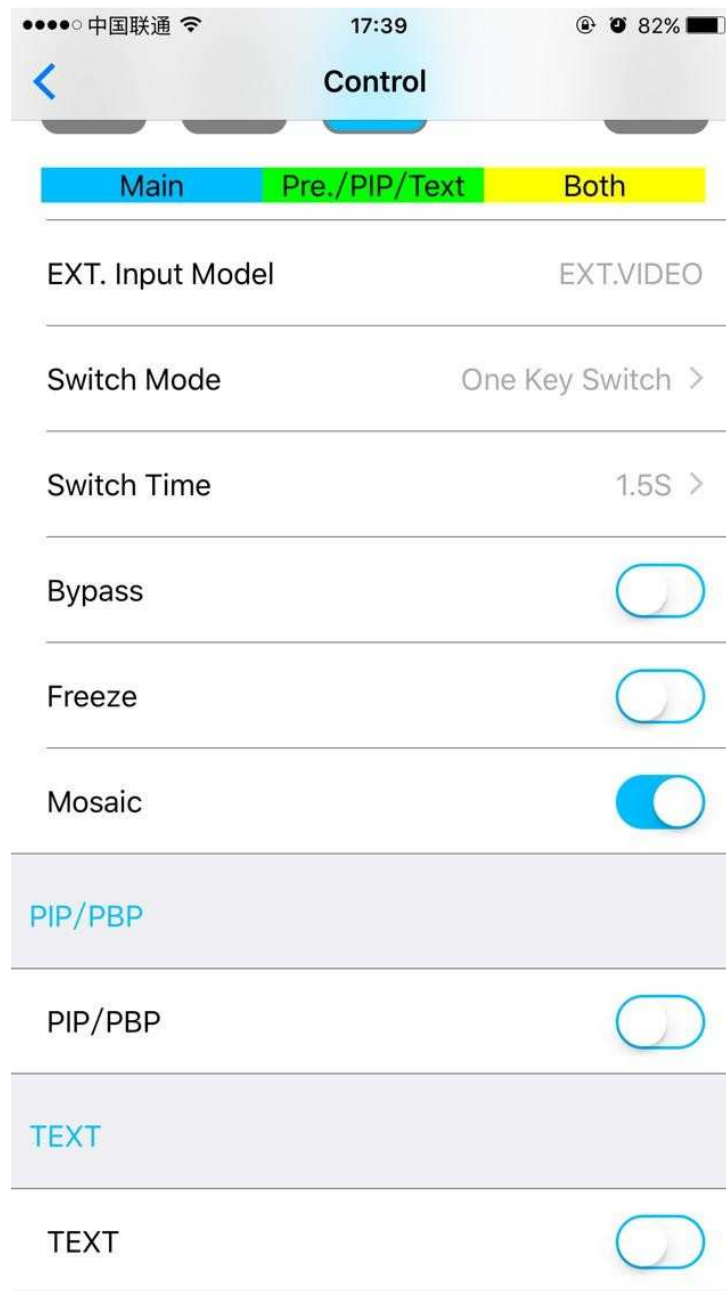 中国联通 17:39 82%
Control
Main Pre./PIP/Text Both
EXT. Input Model EXT.VIDEO
Switch Mode One Key Switch >
Switch Time 1.5S >
Bypass
Freeze
Mosaic
PIP/PBP
PIP/PBP
TEXT
TEXT